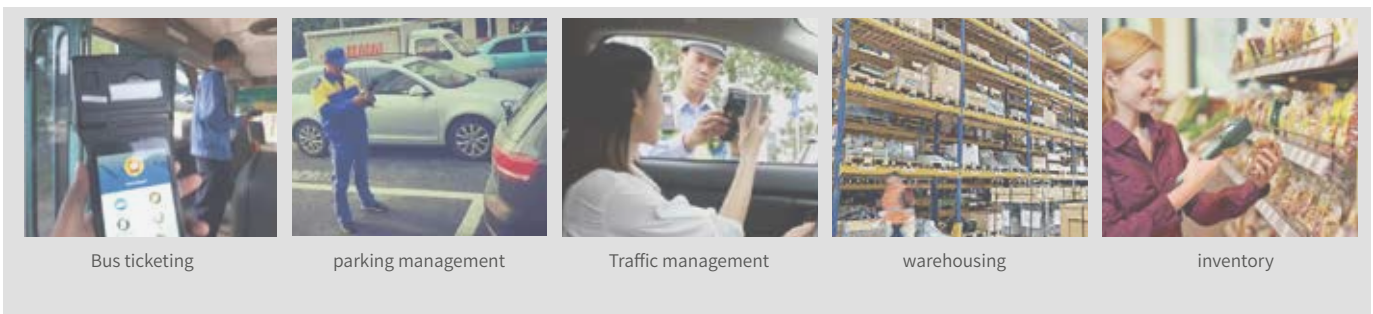 Bus ticketing
parking management
Traffic management
warehousing
inventory